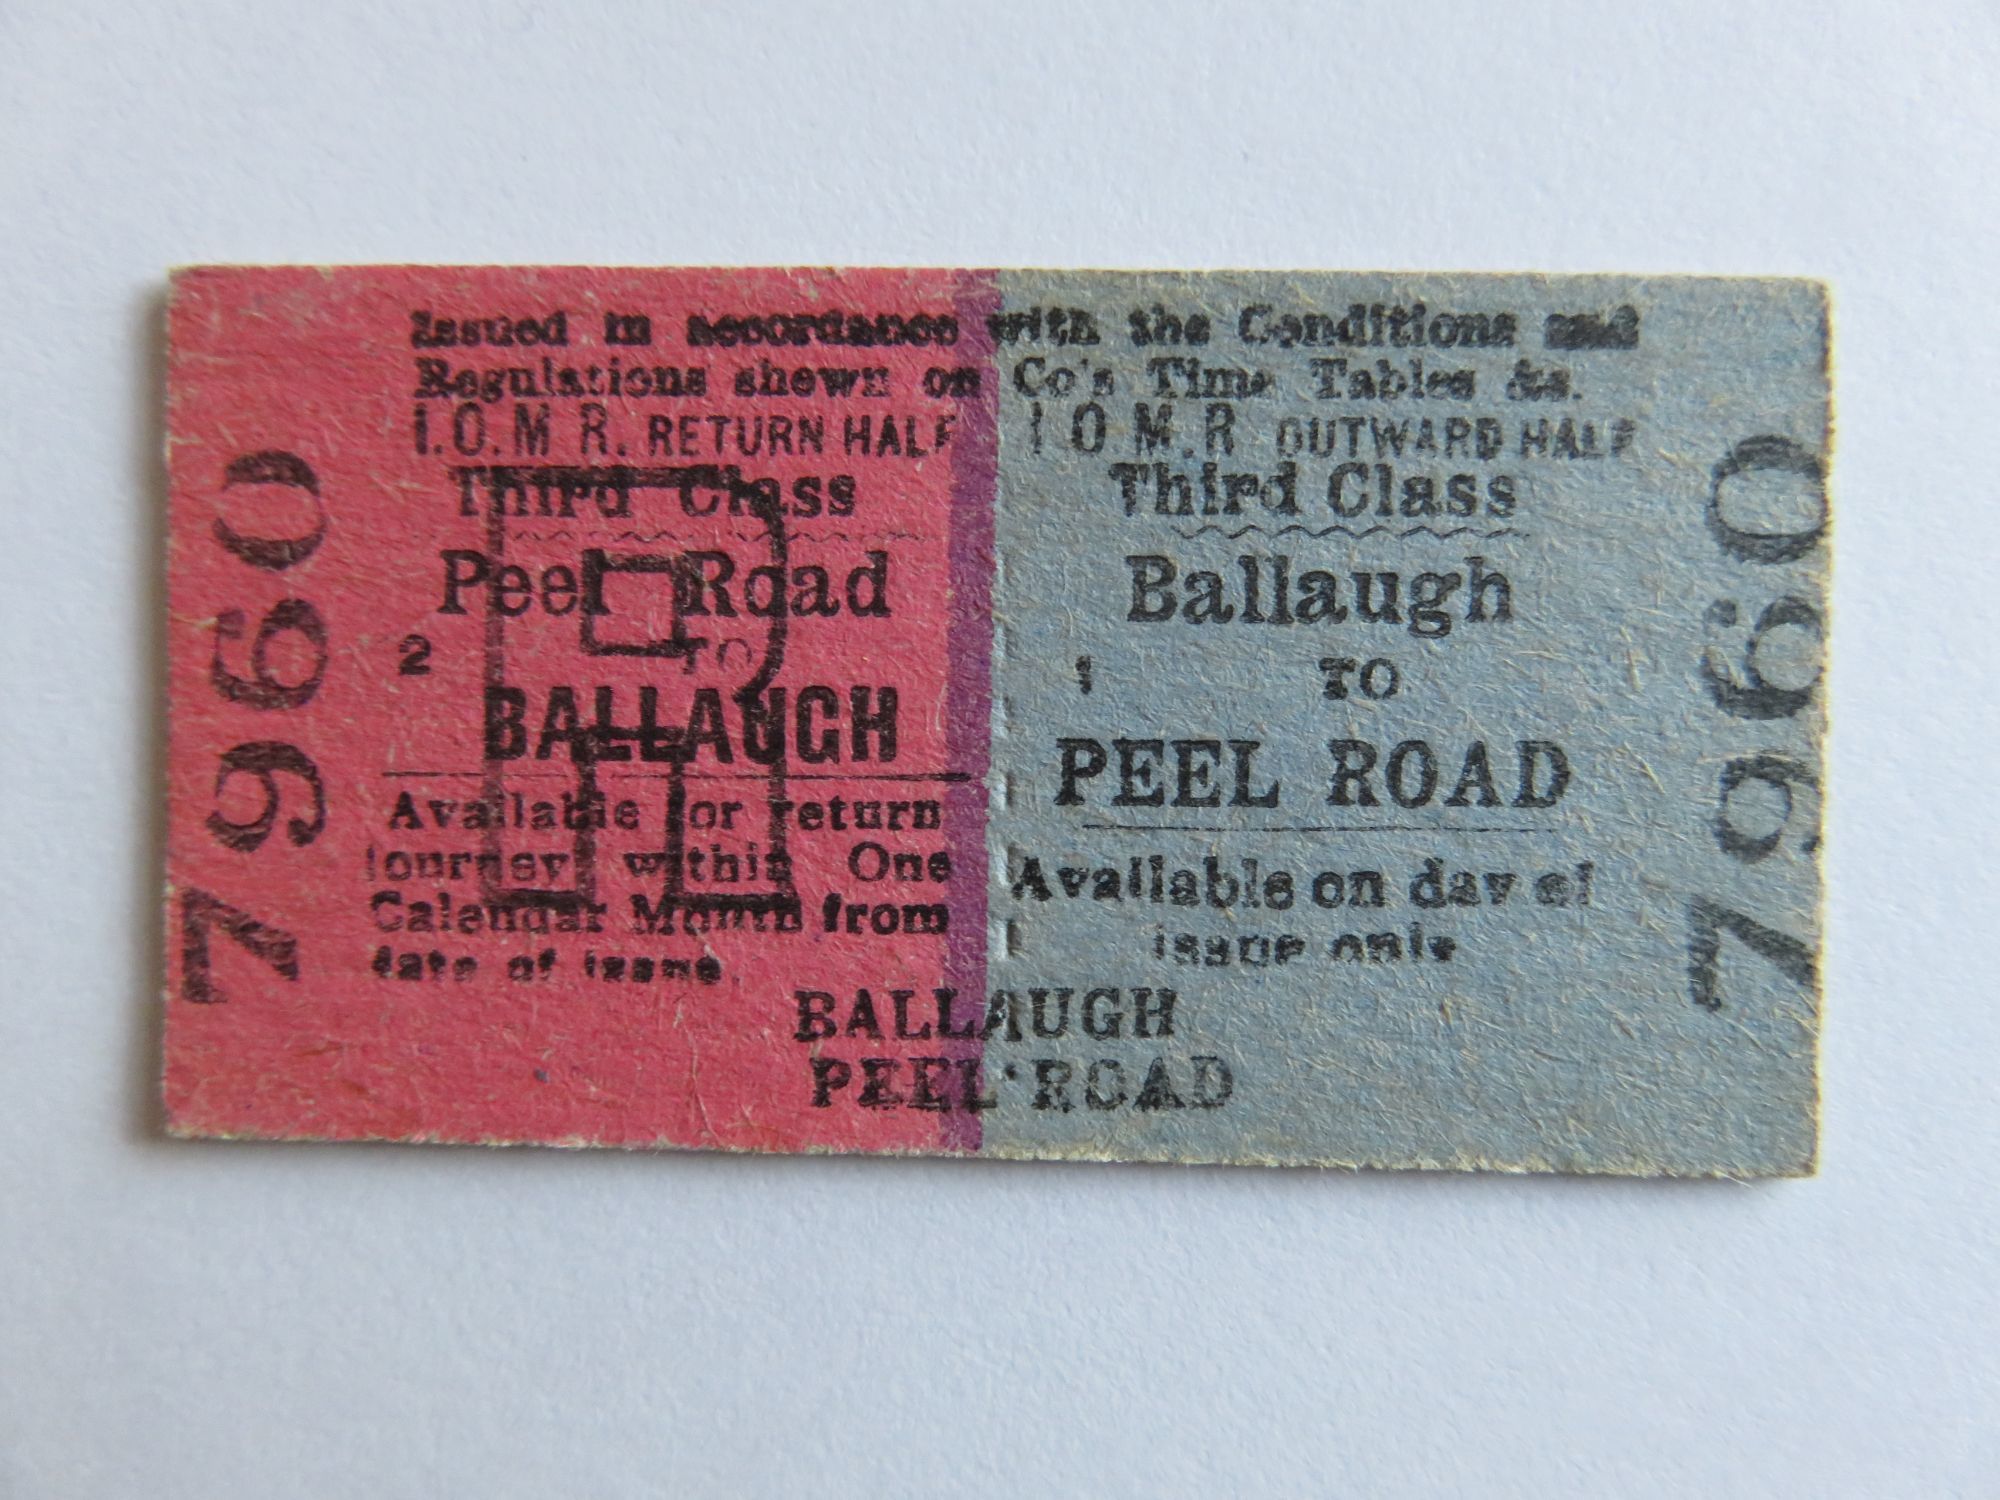 Issued in accordance with the Conditions and
Regulations shewn on Co's Time Tables &c.
I.O.M R. RETURN HALF
Third Class
Peel Road
2 TO
BALLAUGH
Available for return
journey within One
Calendar Month from
date of issue.
R
7960
I O M.R OUTWARD HALF
Third Class
Ballaugh
1 TO
PEEL ROAD
Available on day of
issue only
7960
BALLAUGH
PEEL ROAD